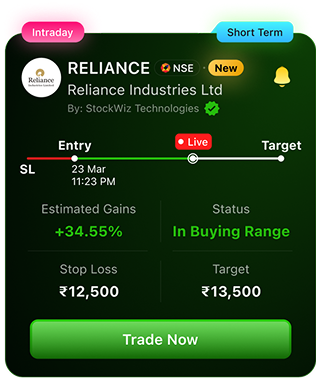 Intraday
Short Term
Reliance
Industries Limited
RELIANCE NSE New
Reliance Industries Ltd
By: StockWiz Technologies
Live
Entry
Target
SL
23 Mar
11:23 PM
Estimated Gains
+34.55%
Status
In Buying Range
Stop Loss
₹12,500
Target
₹13,500
Trade Now